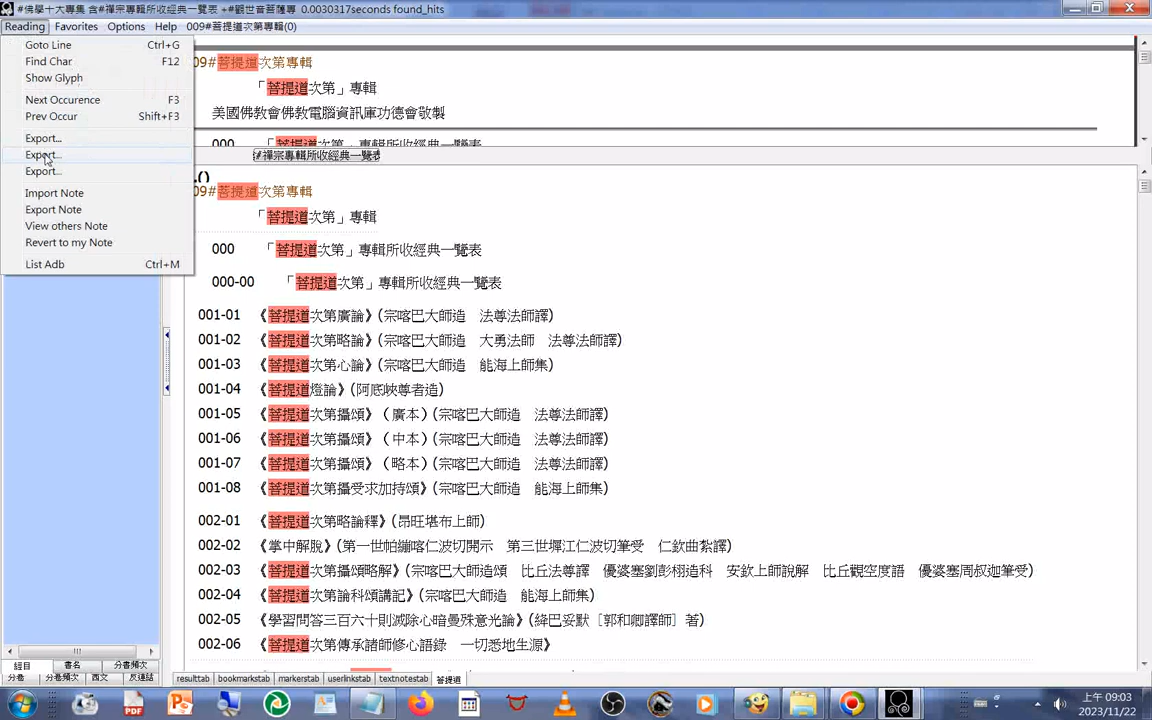 #佛學十大專集 含#禪宗專輯所收經典一覽表 +#觀世音菩薩專 0.0030317seconds found_hits
Reading Favorites Options Help 009#菩提道次第專輯(0)
Goto Line Ctrl+G
Find Char F12
Show Glyph
Next Occurence F3
Prev Occur Shift+F3
Export...
Export...
Export...
Import Note
Export Note
View others Note
Revert to my Note
List Adb Ctrl+M
09#菩提道次第專輯
「菩提道次第」專輯
美國佛教會佛教電腦資訊庫功德會敬製
000 「菩提道次第」專輯所收經典一覽表
#禪宗專輯所收經典一覽表
.()
09#菩提道次第專輯
「菩提道次第」專輯
000 「菩提道次第」專輯所收經典一覽表
000-00 「菩提道次第」專輯所收經典一覽表
001-01 《菩提道次第廣論》(宗喀巴大師造 法尊法師譯)
001-02 《菩提道次第略論》(宗喀巴大師造 大勇法師 法尊法師譯)
001-03 《菩提道次第心論》(宗喀巴大師造 能海上師集)
001-04 《菩提道燈論》(阿底峽尊者造)
001-05 《菩提道次第攝頌》（廣本）(宗喀巴大師造 法尊法師譯)
001-06 《菩提道次第攝頌》（中本）(宗喀巴大師造 法尊法師譯)
001-07 《菩提道次第攝頌》（略本）(宗喀巴大師造 法尊法師譯)
001-08 《菩提道次第攝受求加持頌》(宗喀巴大師造 能海上師集)
002-01 《菩提道次第略論釋》(昂旺堪布上師)
002-02 《掌中解脫》(第一世帕繃喀仁波切開示 第三世墀江仁波切筆受 仁欽曲紮譯)
002-03 《菩提道次第攝頌略解》(宗喀巴大師造頌 比丘法尊譯 優婆塞劉彭栩造科 安欽上師說解 比丘觀空度語 優婆塞周叔迦筆受)
002-04 《菩提道次第論科頌講記》(宗喀巴大師造 能海上師集)
002-05 《學習問答三百六十則滅除心暗曼殊意光論》(絳巴妥默［郭和卿譯師］著)
002-06 《菩提道次第傳承諸師修心語錄 一切悉地生源》
經目 書名 分書頻次
分卷 分卷頻次 西文 反連結
resulttab bookmarkstab markerstab userlinkstab textnotestab 菩提道
上午 09:03
2023/11/22